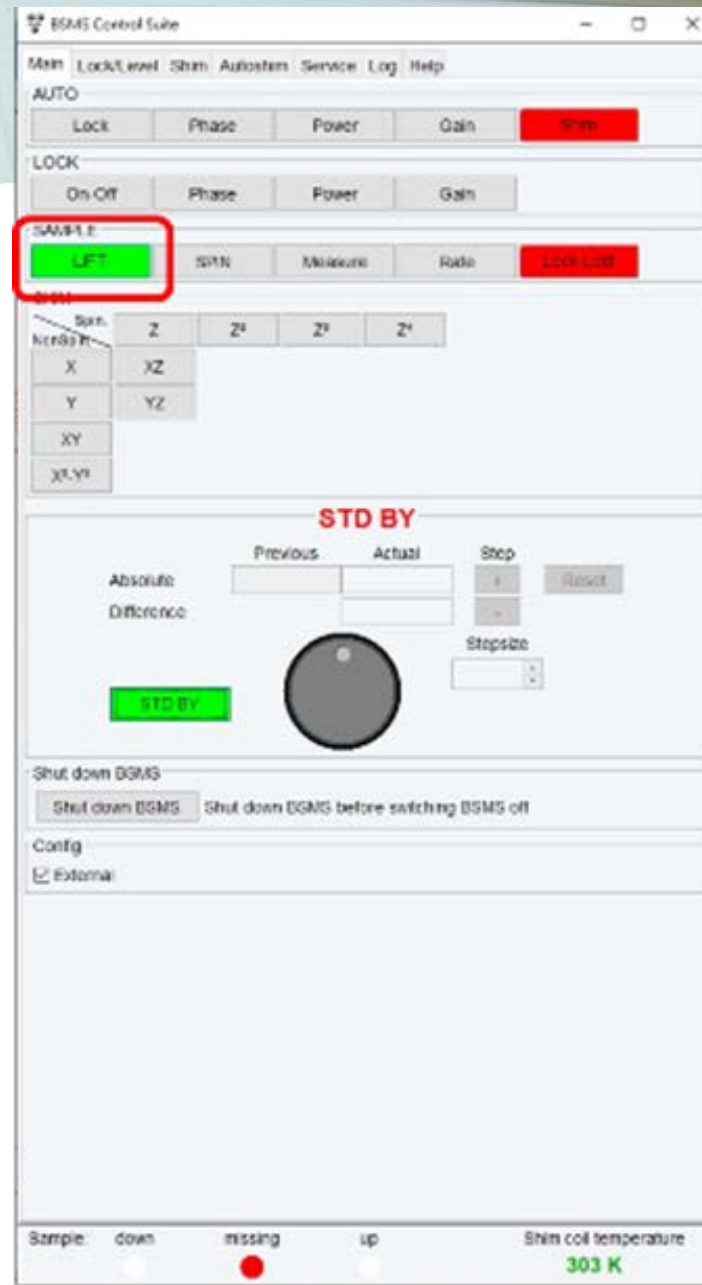 BSMS Control Suite
Main Lock/Level Shim Autoshim Service Log Help
AUTO
Lock Phase Power Gain Shim
LOCK
On-Off Phase Power Gain
SAMPLE
LIFT SPIN Measure Rate Lock Lost
SHIM
Spin.
NonSpin Z Z² Z³ Z⁴
X XZ
Y YZ
XY
X²-Y²
STD BY
Previous Actual Step
Absolute + Reset
Difference -
Stepsize
STD BY
Shut down BSMS
Shut down BSMS Shut down BSMS before switching BSMS off
Config
External
Sample: down missing up Shim coil temperature
303 K